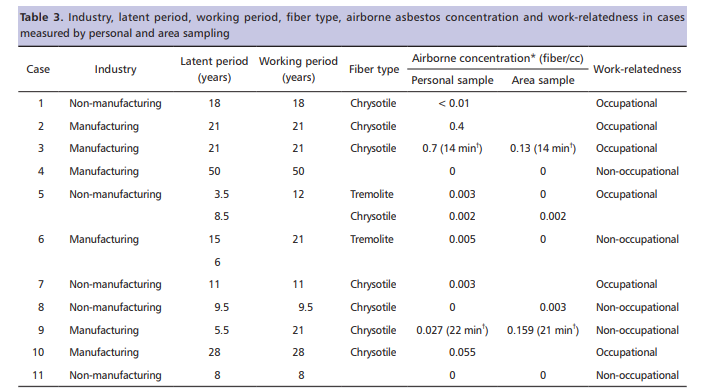 Table 3. Industry, latent period, working period, fiber type, airborne asbestos concentration and work-relatedness in cases
measured by personal and area sampling
Case Industry Latent period (years) Working period (years) Fiber type Airborne concentration* (fiber/cc) Work-relatedness
Personal sample Area sample
1 Non-manufacturing 18 18 Chrysotile < 0.01 Occupational
2 Manufacturing 21 21 Chrysotile 0.4 Occupational
3 Manufacturing 21 21 Chrysotile 0.7 (14 min†) 0.13 (14 min†) Occupational
4 Manufacturing 50 50 0 0 Non-occupational
5 Non-manufacturing 3.5 12 Tremolite 0.003 0 Occupational
8.5 Chrysotile 0.002 0.002
6 Manufacturing 15 21 Tremolite 0.005 0 Non-occupational
6
7 Non-manufacturing 11 11 Chrysotile 0.003 Occupational
8 Non-manufacturing 9.5 9.5 Chrysotile 0 0.003 Non-occupational
9 Manufacturing 5.5 21 Chrysotile 0.027 (22 min†) 0.159 (21 min†) Non-occupational
10 Manufacturing 28 28 Chrysotile 0.055 Occupational
11 Non-manufacturing 8 8 0 0 Non-occupational